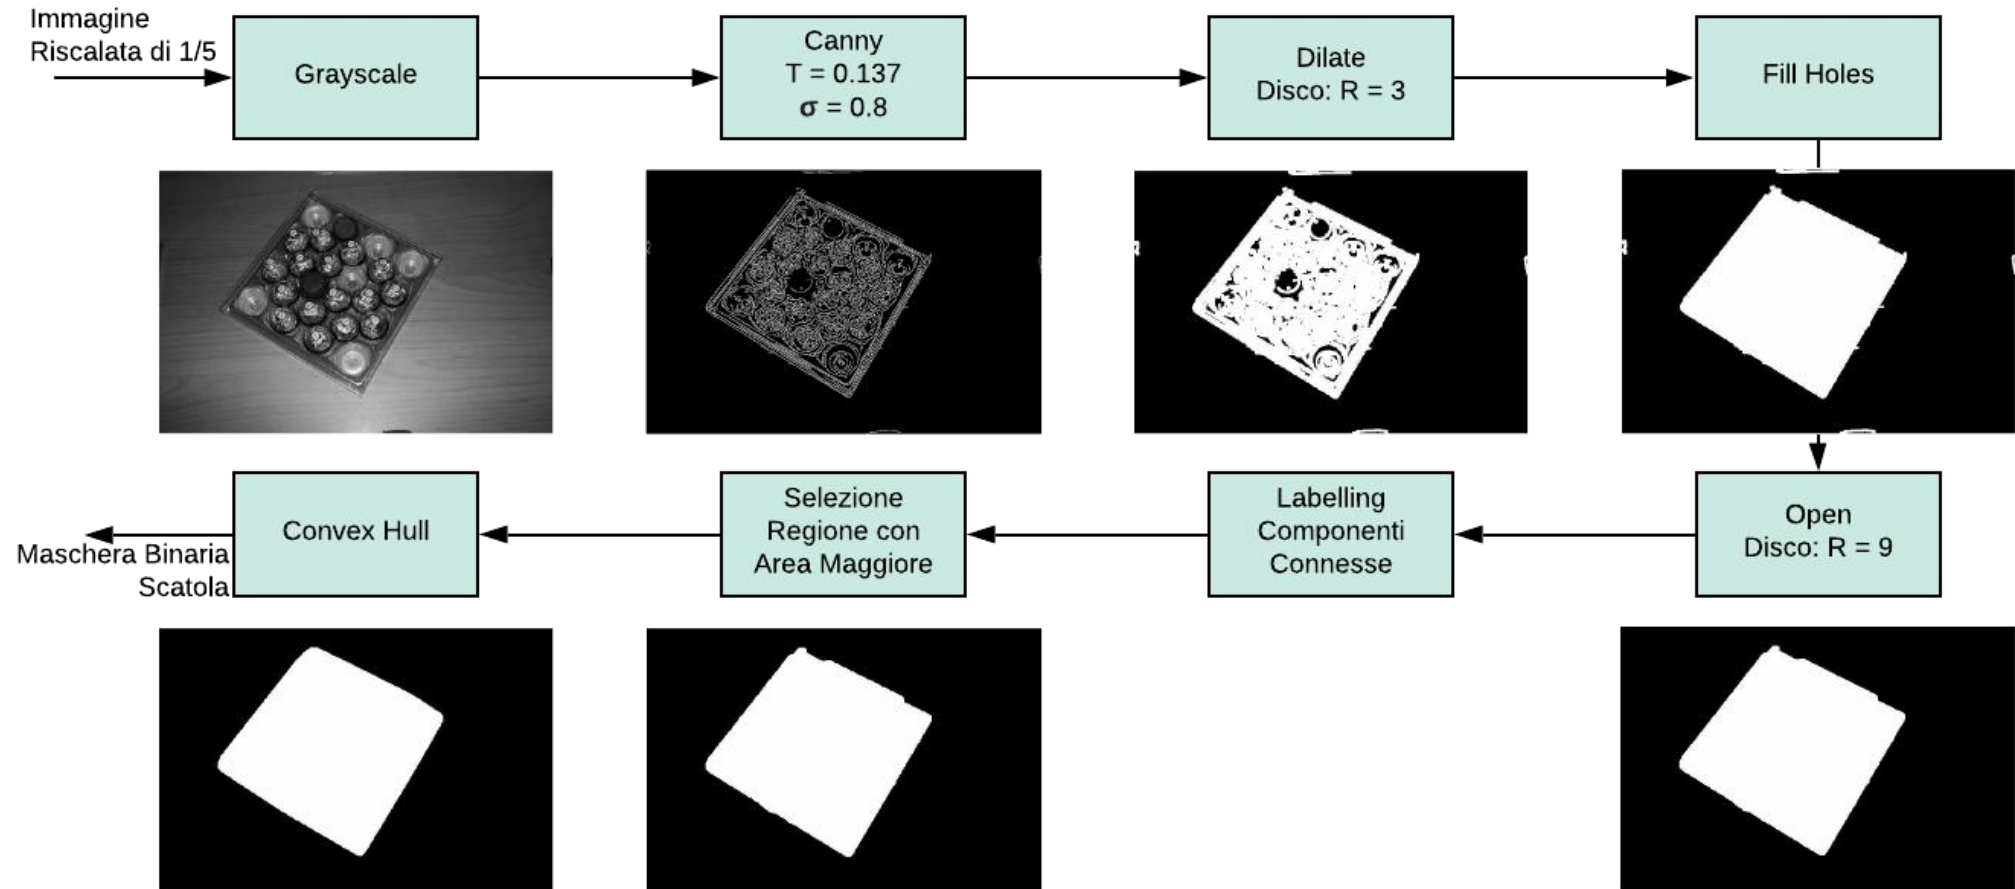 Immagine
Riscalata di 1/5
Grayscale
Canny
T = 0.137
σ = 0.8
Dilate
Disco: R = 3
Fill Holes
Open
Disco: R = 9
Labelling
Componenti
Connesse
Selezione
Regione con
Area Maggiore
Convex Hull
Maschera Binaria
Scatola